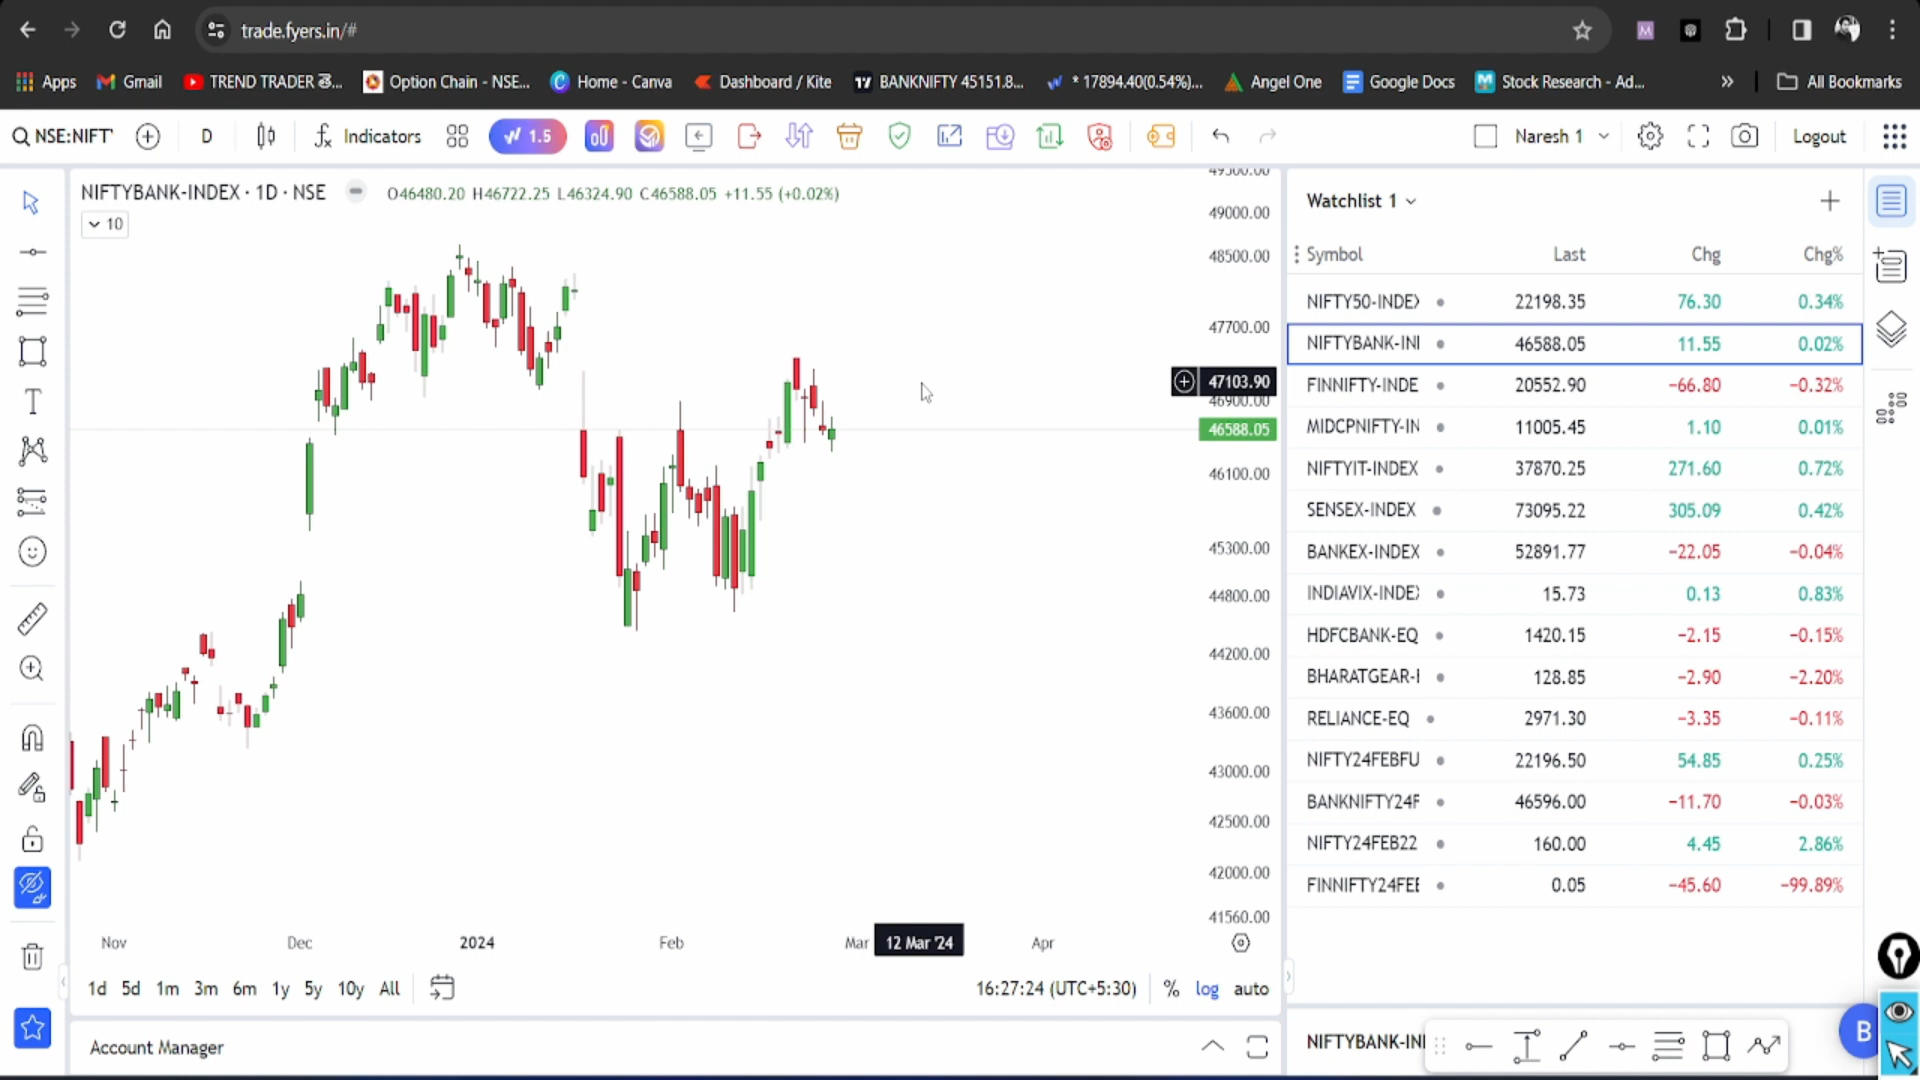 trade.fyers.in/#
Apps Gmail TREND TRADER తె... Option Chain - NSE... Home - Canva Dashboard / Kite BANKNIFTY 45151.8... * 17894.40(0.54%)... Angel One Google Docs Stock Research - Ad... » All Bookmarks
NSE:NIFT' D Indicators 1.5 Naresh 1 Logout
NIFTYBANK-INDEX · 1D · NSE O46480.20 H46722.25 L46324.90 C46588.05 +11.55 (+0.02%)
10
49500.00
49000.00
48500.00
47700.00
47103.90
46900.00
46588.05
46100.00
45300.00
44800.00
44200.00
43600.00
43000.00
42500.00
42000.00
41560.00
Nov Dec 2024 Feb Mar 12 Mar '24 Apr
1d 5d 1m 3m 6m 1y 5y 10y All 16:27:24 (UTC+5:30) % log auto
Account Manager
Watchlist 1
Symbol Last Chg Chg%
NIFTY50-INDEX 22198.35 76.30 0.34%
NIFTYBANK-INI 46588.05 11.55 0.02%
FINNIFTY-INDE 20552.90 −66.80 −0.32%
MIDCPNIFTY-IN 11005.45 1.10 0.01%
NIFTYIT-INDEX 37870.25 271.60 0.72%
SENSEX-INDEX 73095.22 305.09 0.42%
BANKEX-INDEX 52891.77 −22.05 −0.04%
INDIAVIX-INDEX 15.73 0.13 0.83%
HDFCBANK-EQ 1420.15 −2.15 −0.15%
BHARATGEAR-I 128.85 −2.90 −2.20%
RELIANCE-EQ 2971.30 −3.35 −0.11%
NIFTY24FEBFU 22196.50 54.85 0.25%
BANKNIFTY24F 46596.00 −11.70 −0.03%
NIFTY24FEB22 160.00 4.45 2.86%
FINNIFTY24FEE 0.05 −45.60 −99.89%
NIFTYBANK-INI
B